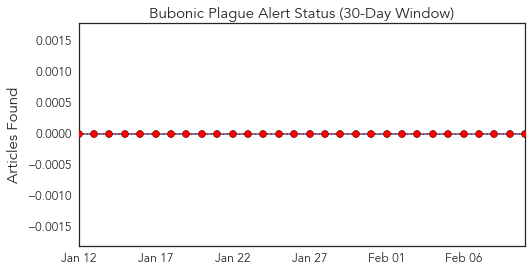 Bubonic Plague Alert Status (30-Day Window)
Articles Found
0.0015
0.0010
0.0005
0.0000
−0.0005
−0.0010
−0.0015
Jan 12 Jan 17 Jan 22 Jan 27 Feb 01 Feb 06